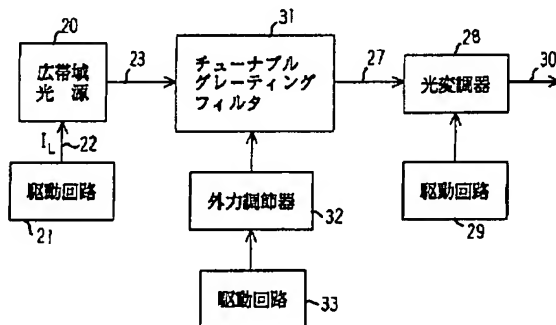 20
広帯域
光 源
23
31
チューナブル
グレーティング
フィルタ
27
28
光変調器
30
I_L
22
駆動回路
21
外力調節器
32
駆動回路
29
駆動回路
33